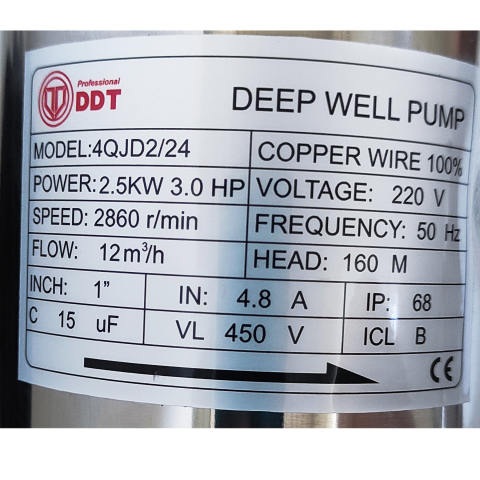 Professional
DDT
DEEP WELL PUMP
MODEL:4QJD2/24 COPPER WIRE 100%
POWER:2.5KW 3.0 HP VOLTAGE: 220 V
SPEED: 2860 r/min FREQUENCY: 50 Hz
FLOW: 12m³/h HEAD: 160 M
INCH: 1” IN: 4.8 A IP: 68
C 15 uF VL 450 V ICL B
CE